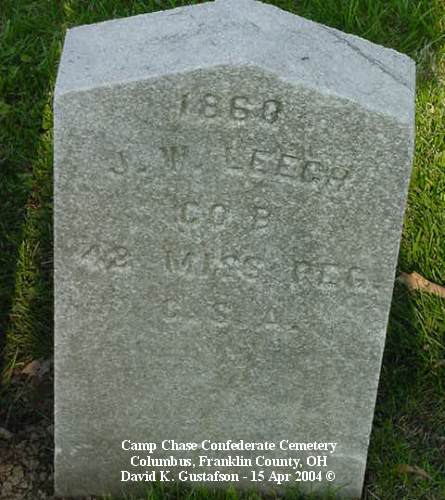 1860
J. W. LEECH
CO B
42 MISS REG.
C. S. A.
Camp Chase Confederate Cemetery
Columbus, Franklin County, OH
David K. Gustafson - 15 Apr 2004 ©